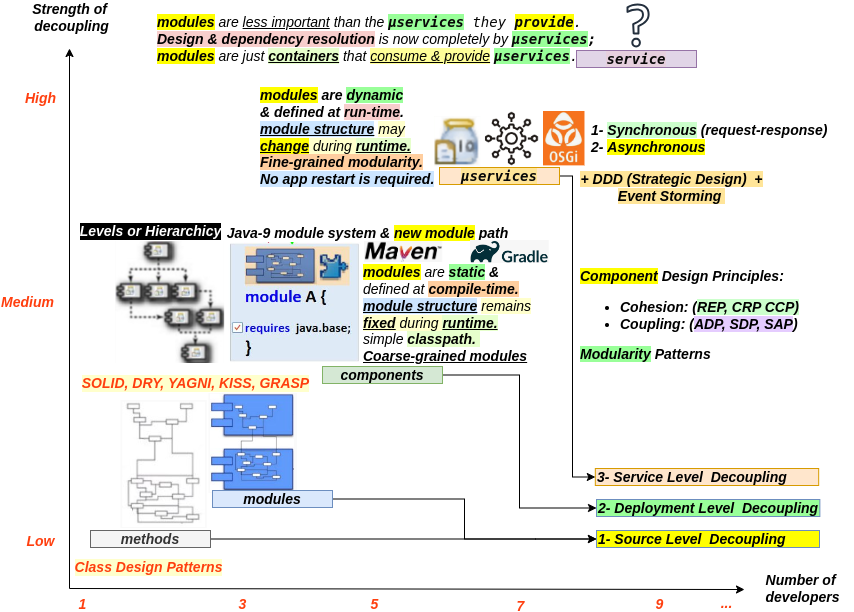 Strength of
decoupling
modules are less important than the µservices they provide.
Design & dependency resolution is now completely by µservices;
modules are just containers that consume & provide µservices.
?
service
High
modules are dynamic
& defined at run-time.
module structure may
change during runtime.
Fine-grained modularity.
No app restart is required.
OSGi
µservices
1- Synchronous (request-response)
2- Asynchronous
+ DDD (Strategic Design) +
Event Storming
Levels or Hierarchicy
Java-9 module system & new module path
Maven
Gradle
module A {
requires java.base;
}
modules are static &
defined at compile-time.
module structure remains
fixed during runtime.
simple classpath.
Coarse-grained modules
Medium
Component Design Principles:
• Cohesion: (REP, CRP CCP)
• Coupling: (ADP, SDP, SAP)
Modularity Patterns
components
SOLID, DRY, YAGNI, KISS, GRASP
modules
methods
Low
Class Design Patterns
3- Service Level Decoupling
2- Deployment Level Decoupling
1- Source Level Decoupling
1
3
5
7
9
...
Number of
developers